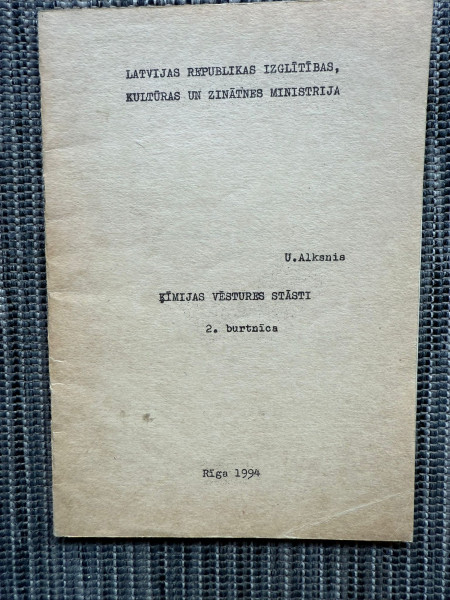 LATVIJAS REPUBLIKAS IZGLĪTĪBAS,
KULTŪRAS UN ZINĀTNES MINISTRIJA
U.Alksnis
ĶĪMIJAS VĒSTURES STĀSTI
2. burtnīca
Rīga 1994